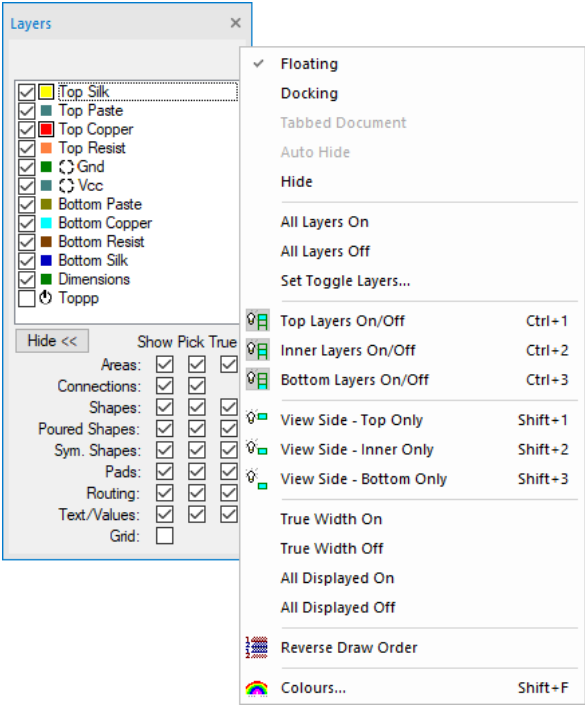 Layers
Top Silk
Top Paste
Top Copper
Top Resist
Gnd
Vcc
Bottom Paste
Bottom Copper
Bottom Resist
Bottom Silk
Dimensions
Toppp
Hide << Show Pick True
Areas:
Connections:
Shapes:
Poured Shapes:
Sym. Shapes:
Pads:
Routing:
Text/Values:
Grid:
Floating
Docking
Tabbed Document
Auto Hide
Hide
All Layers On
All Layers Off
Set Toggle Layers...
Top Layers On/Off Ctrl+1
Inner Layers On/Off Ctrl+2
Bottom Layers On/Off Ctrl+3
View Side - Top Only Shift+1
View Side - Inner Only Shift+2
View Side - Bottom Only Shift+3
True Width On
True Width Off
All Displayed On
All Displayed Off
Reverse Draw Order
Colours... Shift+F